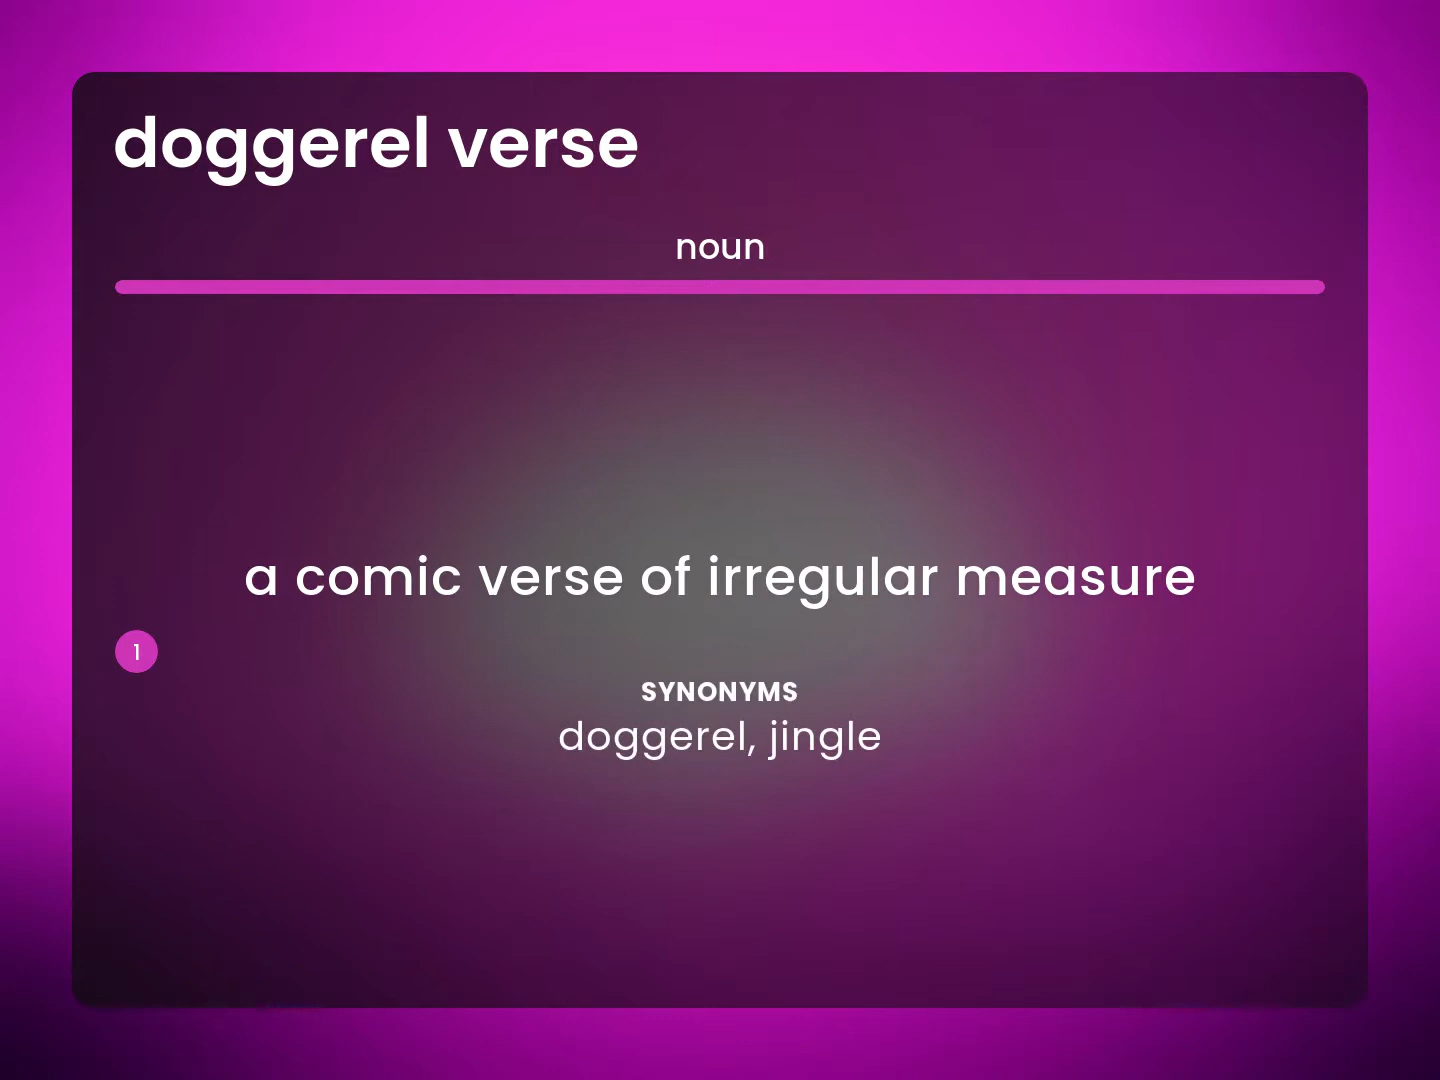 doggerel verse
noun
a comic verse of irregular measure
1
SYNONYMS
doggerel, jingle